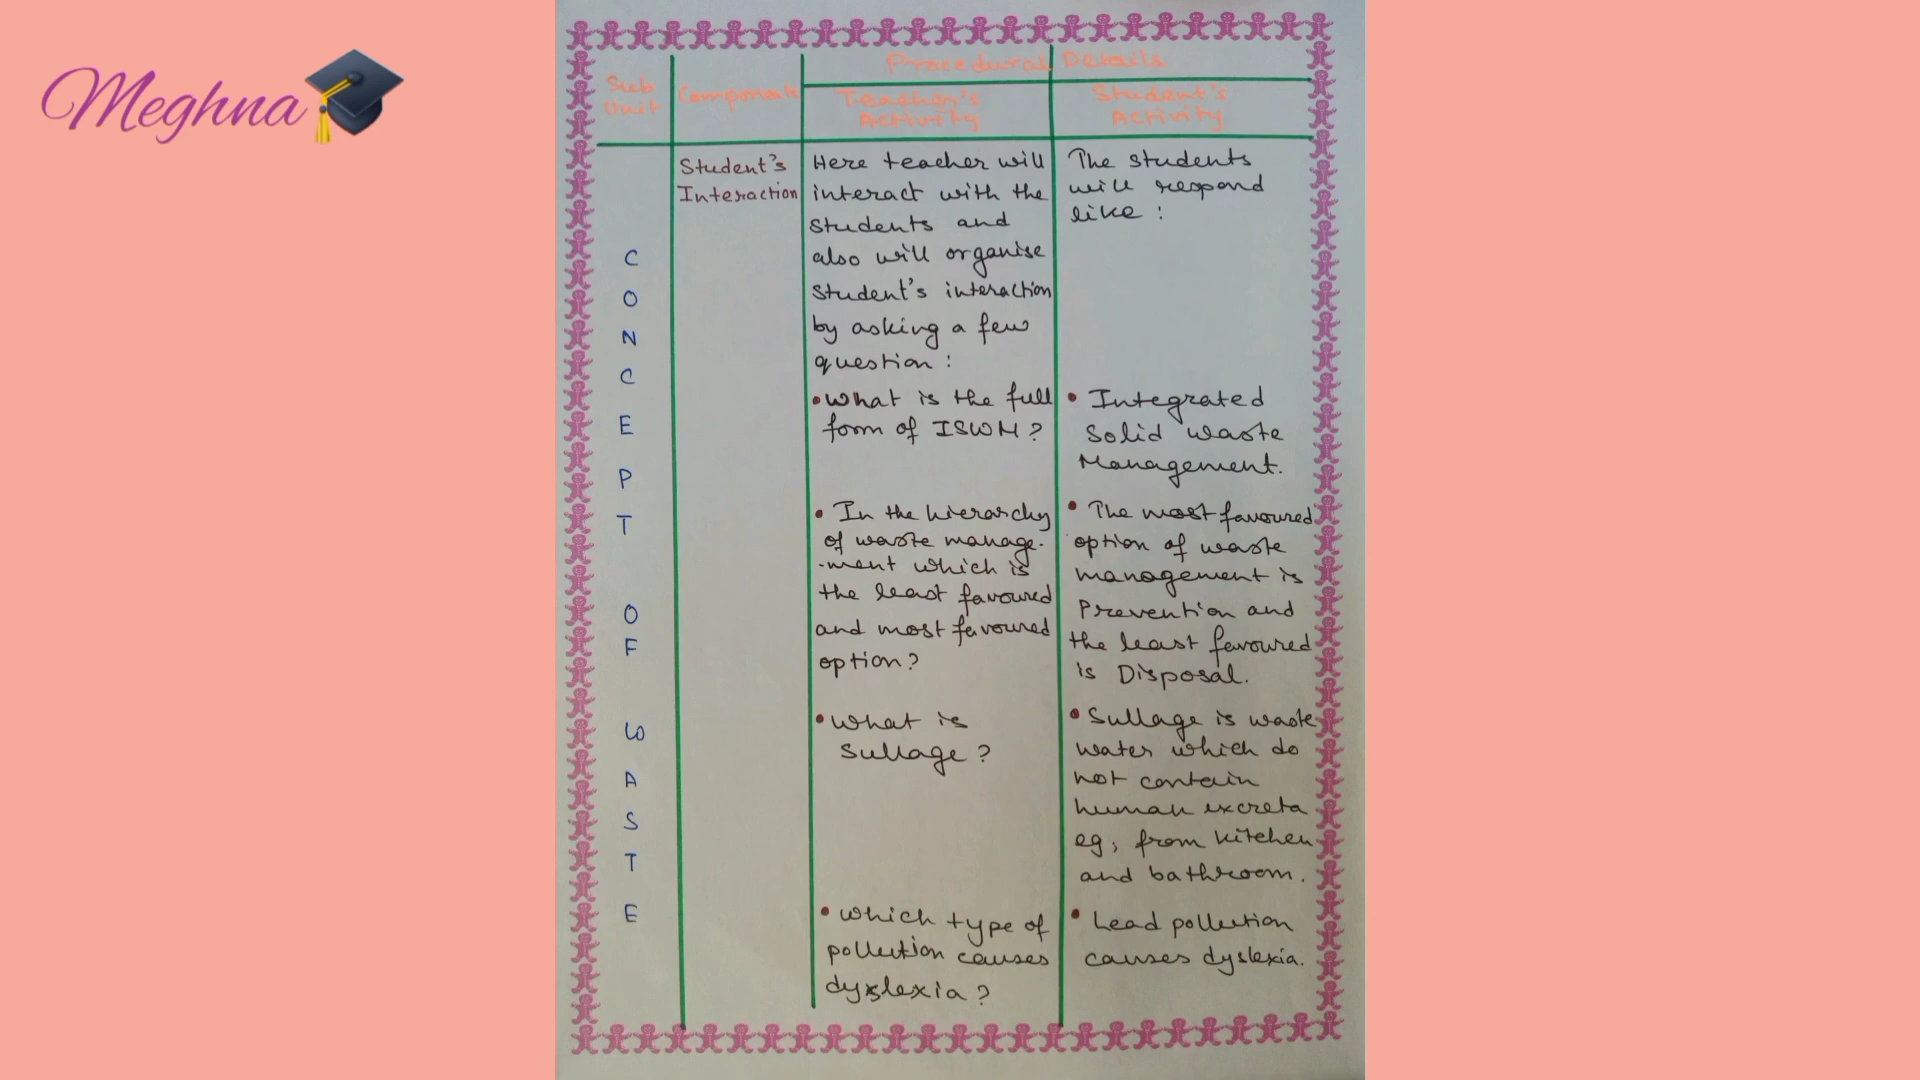 Meghna
Procedural Details
Sub
Unit
Component
Teacher's
Activity
Student's
Activity
C
O
N
C
E
P
T
O
F
W
A
S
T
E
Student's
Interaction
Here teacher will
interact with the
students and
also will organise
student's interaction
by asking a few
question :
• What is the full
form of ISWM ?
• In the hierarchy
of waste manage-
-ment which is
the least favoured
and most favoured
option ?
• What is
Sullage ?
• Which type of
pollution causes
dyslexia ?
The students
will respond
like :
• Integrated
Solid Waste
Management.
• The most favoured
option of waste
management is
Prevention and
the least favoured
is Disposal.
• Sullage is waste
water which do
not contain
human excreta
eg, from kitchen
and bathroom.
• Lead pollution
causes dyslexia.